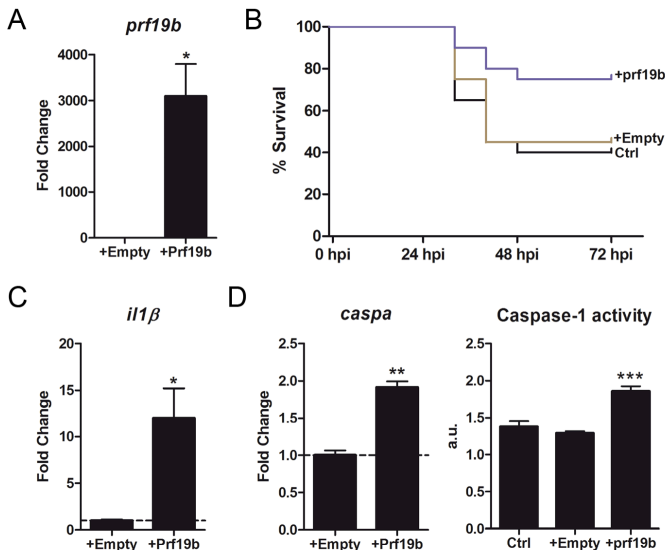 A
prf19b
Fold Change
4000
3000
2000
1000
0
*
+Empty
+Prf19b
B
% Survival
100
80
60
40
20
0
+prf19b
+Empty
Ctrl
0 hpi
24 hpi
48 hpi
72 hpi
C
il1β
Fold Change
20
15
10
5
0
*
+Empty
+Prf19b
D
caspa
Fold Change
2.5
2.0
1.5
1.0
0.5
0.0
**
+Empty
+Prf19b
Caspase-1 activity
a.u.
2.5
2.0
1.5
1.0
0.5
0.0
***
Ctrl
+Empty
+prf19b